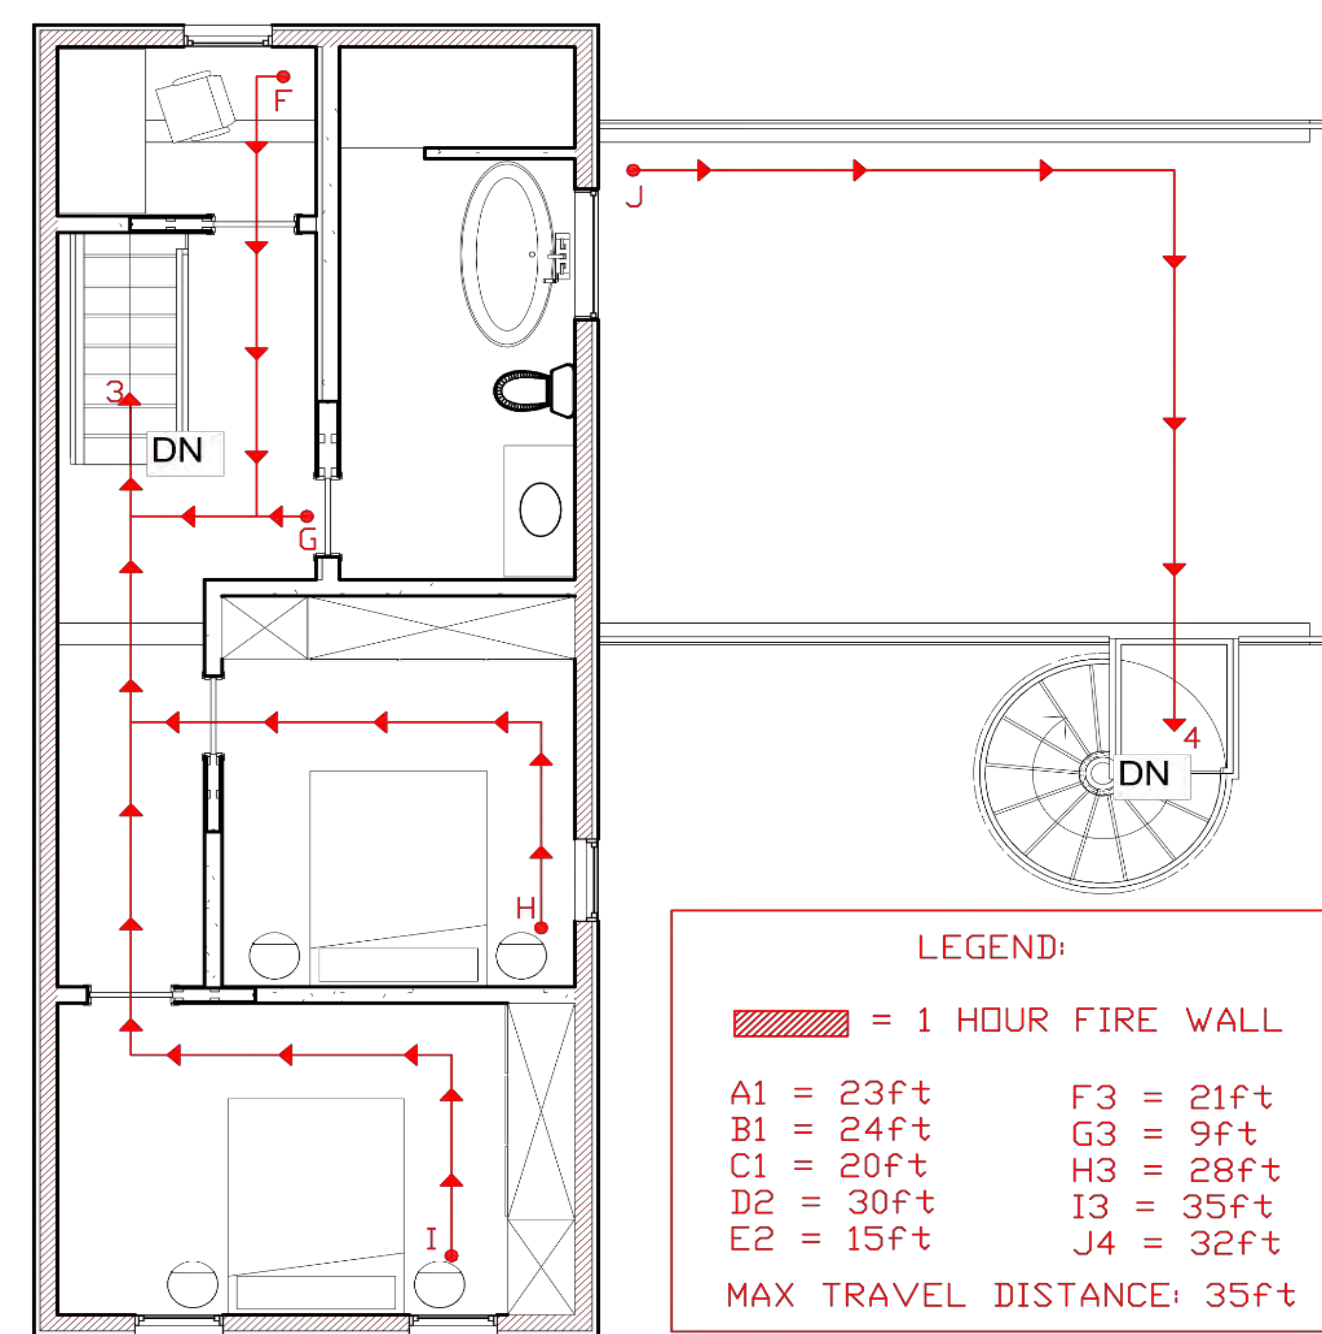 F
J
3
DN
G
4
DN
H
I
LEGEND:
= 1 HOUR FIRE WALL
A1 = 23ft
B1 = 24ft
C1 = 20ft
D2 = 30ft
E2 = 15ft
F3 = 21ft
G3 = 9ft
H3 = 28ft
I3 = 35ft
J4 = 32ft
MAX TRAVEL DISTANCE: 35ft